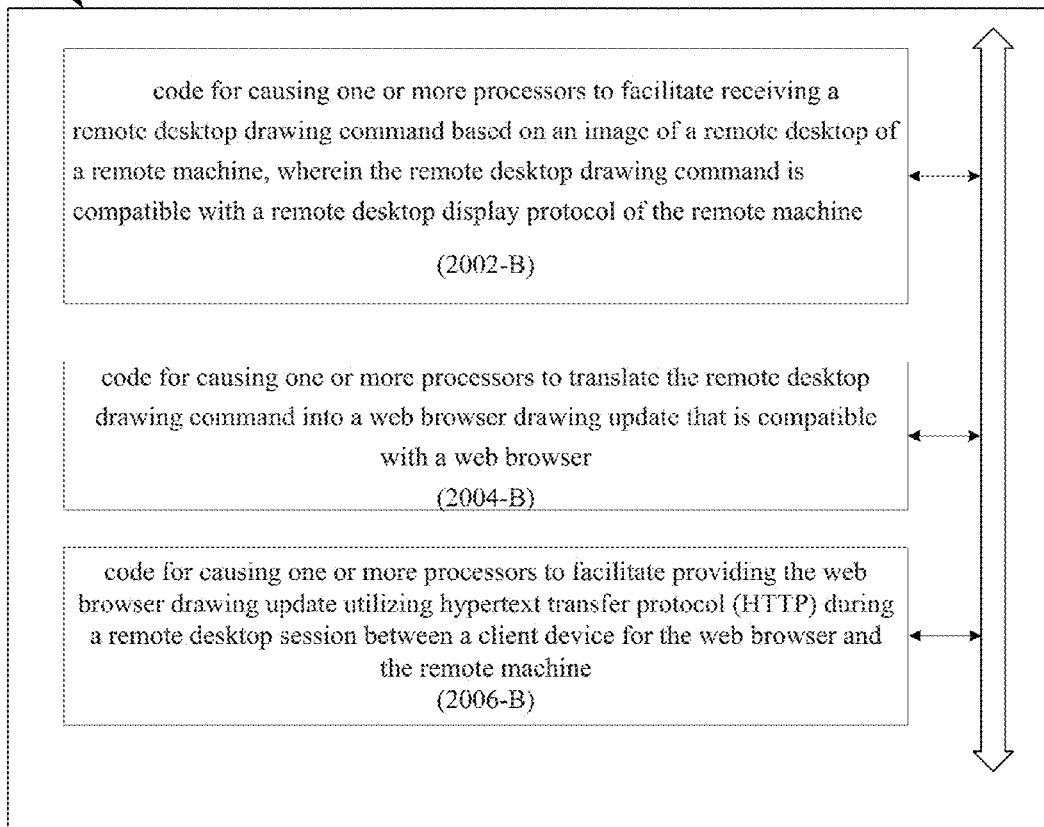 code for causing one or more processors to facilitate receiving a
remote desktop drawing command based on an image of a remote desktop of
a remote machine, wherein the remote desktop drawing command is
compatible with a remote desktop display protocol of the remote machine
(2002-B)
code for causing one or more processors to translate the remote desktop
drawing command into a web browser drawing update that is compatible
with a web browser
(2004-B)
code for causing one or more processors to facilitate providing the web
browser drawing update utilizing hypertext transfer protocol (HTTP) during
a remote desktop session between a client device for the web browser and
the remote machine
(2006-B)